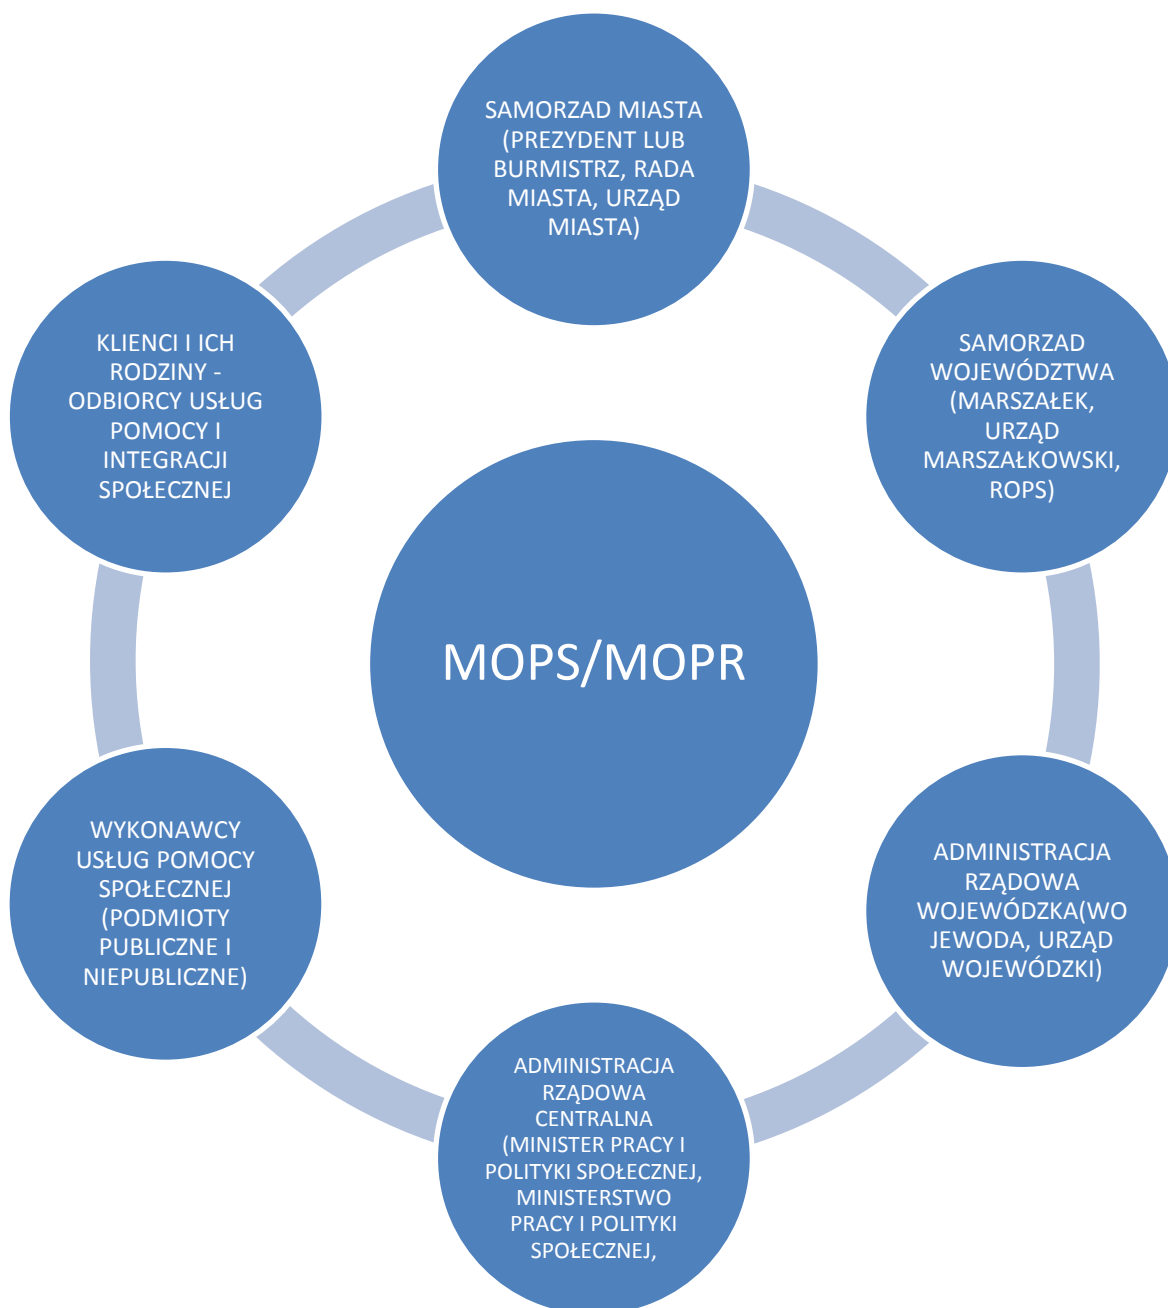 SAMORZAD MIASTA
(PREZYDENT LUB
BURMISTRZ, RADA
MIASTA, URZĄD
MIASTA)
SAMORZAD
WOJEWÓDZTWA
(MARSZAŁEK,
URZĄD
MARSZAŁKOWSKI,
ROPS)
ADMINISTRACJA
RZĄDOWA
WOJEWÓDZKA(WO
JEWODA, URZĄD
WOJEWÓDZKI)
ADMINISTRACJA
RZĄDOWA
CENTRALNA
(MINISTER PRACY I
POLITYKI SPOŁECZNEJ,
MINISTERSTWO
PRACY I POLITYKI
SPOŁECZNEJ,
WYKONAWCY
USŁUG POMOCY
SPOŁECZNEJ
(PODMIOTY
PUBLICZNE I
NIEPUBLICZNE)
KLIENCI I ICH
RODZINY -
ODBIORCY USŁUG
POMOCY I
INTEGRACJI
SPOŁECZNEJ
MOPS/MOPR